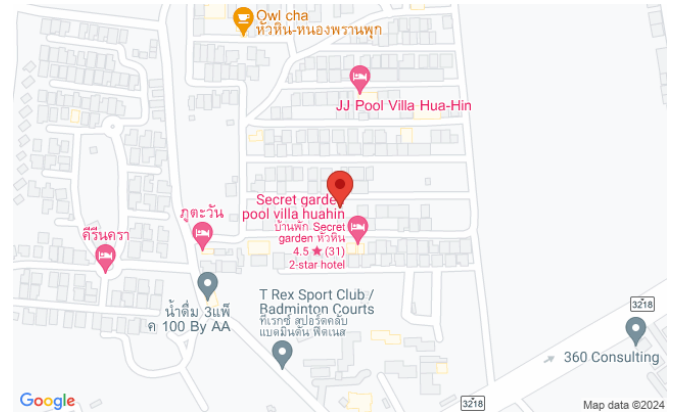 Owl cha
หัวหิน-หนองพรานพุก
JJ Pool Villa Hua-Hin
Secret garden
pool villa huahin
บ้านพัก Secret
garden หัวหิน
4.5 ★ (31)
2-star hotel
ภูตะวัน
คีรีนครา
น้ำดื่ม 3แพ็
ค 100 By AA
T Rex Sport Club /
Badminton Courts
ทีเรกซ์ สปอร์ตคลับ
แบดมินตัน ฟิตเนส
3218
360 Consulting
3218
Google
Map data ©2024